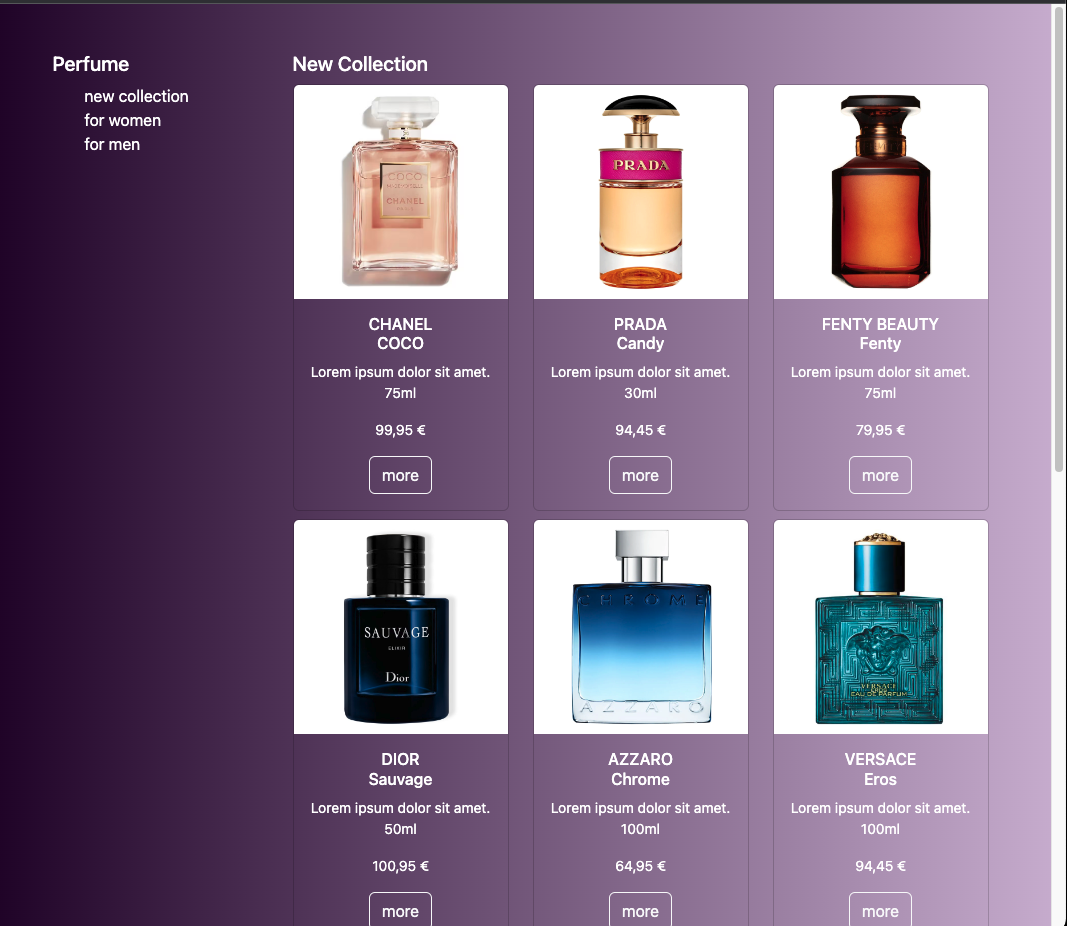 Perfume
new collection
for women
for men
New Collection
COCO
MADEMOISELLE
CHANEL
PARIS
CHANEL
COCO
Lorem ipsum dolor sit amet.
75ml
99,95 €
more
PRADA
PRADA
Candy
Lorem ipsum dolor sit amet.
30ml
94,45 €
more
FENTY BEAUTY
Fenty
Lorem ipsum dolor sit amet.
75ml
79,95 €
more
SAUVAGE
ELIXIR
Dior
DIOR
Sauvage
Lorem ipsum dolor sit amet.
50ml
100,95 €
more
CHROME
AZZARO
AZZARO
Chrome
Lorem ipsum dolor sit amet.
100ml
64,95 €
more
VERSACE
EAU DE PARFUM
VERSACE
Eros
Lorem ipsum dolor sit amet.
100ml
94,45 €
more